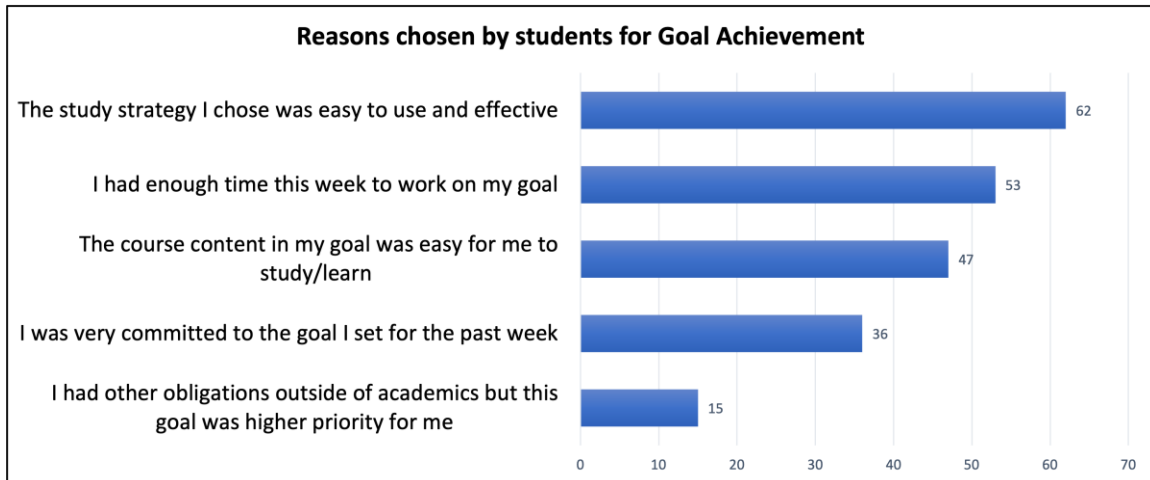 Reasons chosen by students for Goal Achievement
The study strategy I chose was easy to use and effective
62
I had enough time this week to work on my goal
53
The course content in my goal was easy for me to
study/learn
47
I was very committed to the goal I set for the past week
36
I had other obligations outside of academics but this
goal was higher priority for me
15
0 10 20 30 40 50 60 70